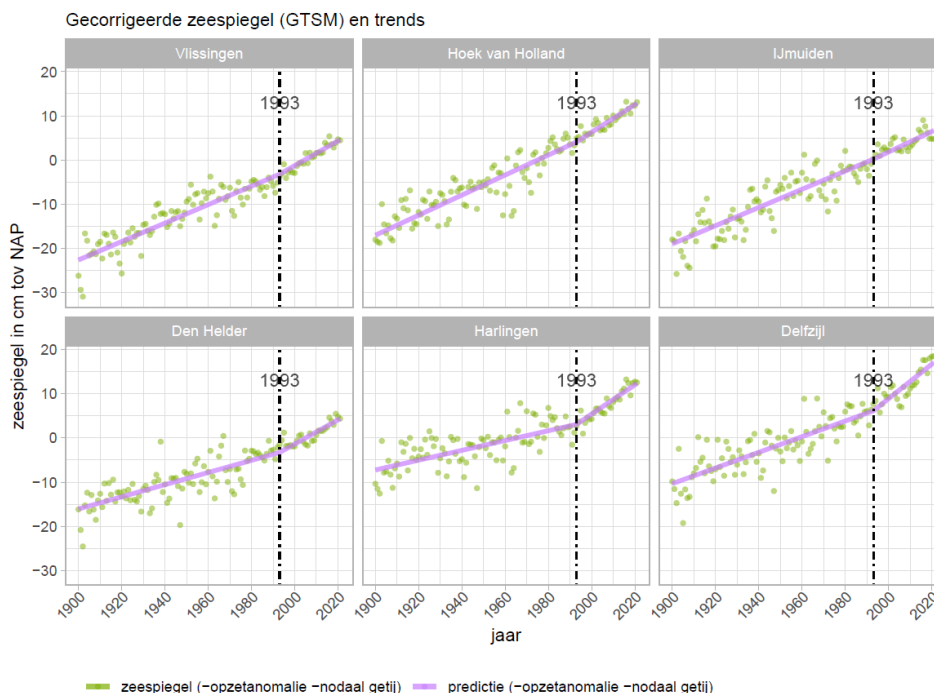 Gecorrigeerde zeespiegel (GTSM) en trends
Vlissingen
Hoek van Holland
IJmuiden
20
10
0
−10
−20
−30
1993
1993
1993
zeespiegel in cm tov NAP
Den Helder
Harlingen
Delfzijl
20
10
0
−10
−20
−30
1993
1993
1993
1900 1920 1940 1960 1980 2000 2020
1900 1920 1940 1960 1980 2000 2020
1900 1920 1940 1960 1980 2000 2020
jaar
zeespiegel (−opzetanomalie −nodaal getij) predictie (−opzetanomalie −nodaal getij)